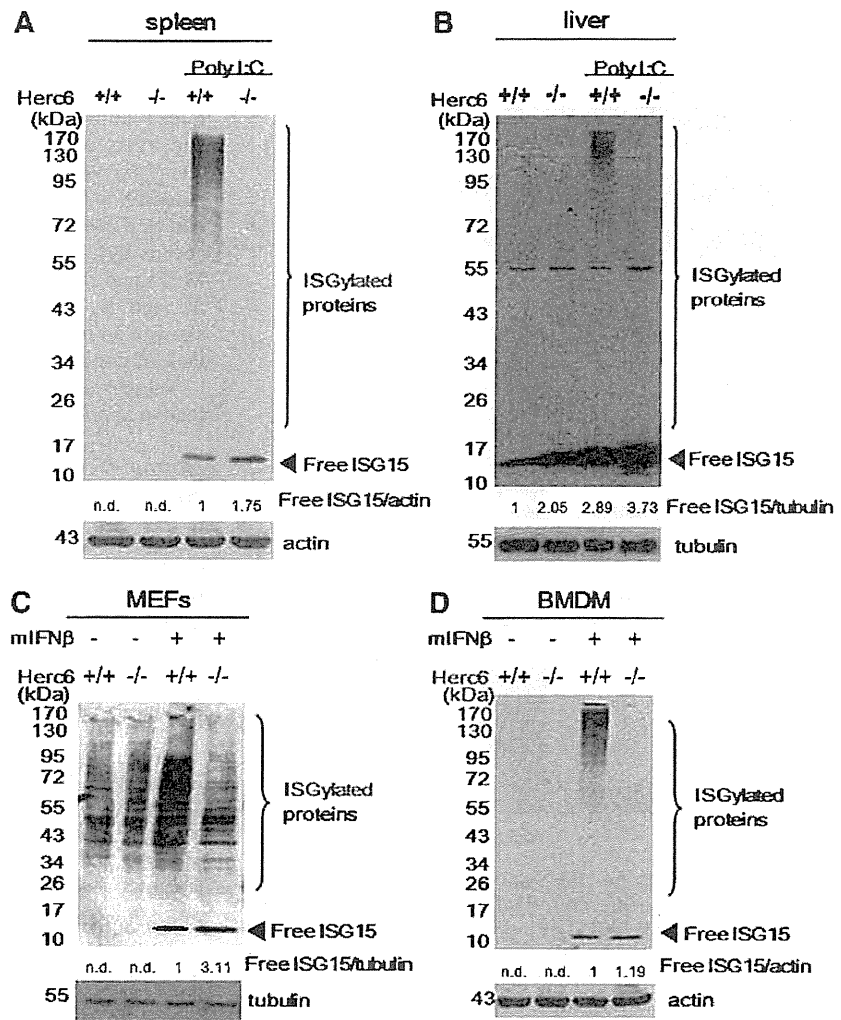 A
spleen
Poly I:C
Herc6 +/+ -/- +/+ -/-
(kDa)
170
130
95
72
55
43
34
26
17
10
ISGylated
proteins
Free ISG15
n.d. n.d. 1 1.75 Free ISG15/actin
43 actin
B
liver
Poly I:C
Herc6 +/+ -/- +/+ -/-
(kDa)
170
130
95
72
55
43
34
26
17
10
ISGylated
proteins
Free ISG15
1 2.05 2.89 3.73 Free ISG15/tubulin
55 tubulin
C
MEFs
mIFNβ - - + +
Herc6 +/+ -/- +/+ -/-
(kDa)
170
130
95
72
55
43
34
26
17
10
ISGylated
proteins
Free ISG15
n.d. n.d. 1 3.11 Free ISG15/tubulin
55 tubulin
D
BMDM
mIFNβ - - + +
Herc6 +/+ -/- +/+ -/-
(kDa)
170
130
95
72
55
43
34
26
17
10
ISGylated
proteins
Free ISG15
n.d. n.d. 1 1.19 Free ISG15/actin
43 actin